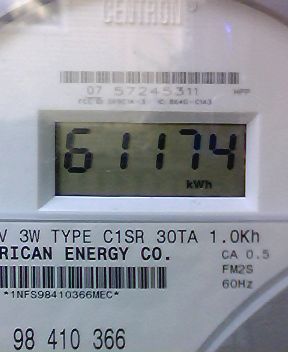 CENTRON
07 57245311
61174
kWh
V 3W TYPE C1SR 30TA 1.0Kh
RICAN ENERGY CO.
CA 0.5
FM2S
60Hz
*1NFS98410366MEC*
98 410 366